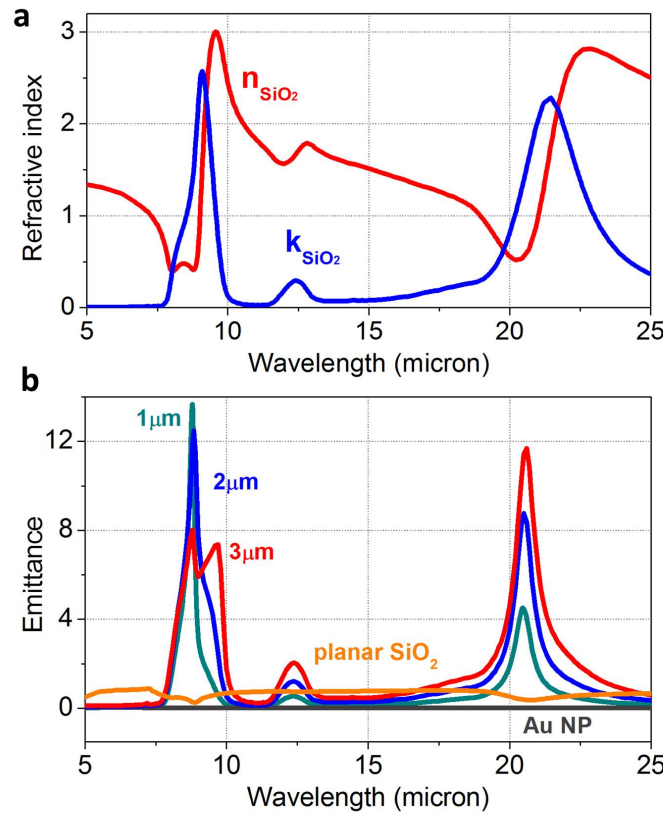 a
3
2
1
0
Refractive index
n SiO₂
k SiO₂
5 10 15 20 25
Wavelength (micron)
b
12
8
4
0
Emittance
1μm
2μm
3μm
planar SiO₂
Au NP
5 10 15 20 25
Wavelength (micron)